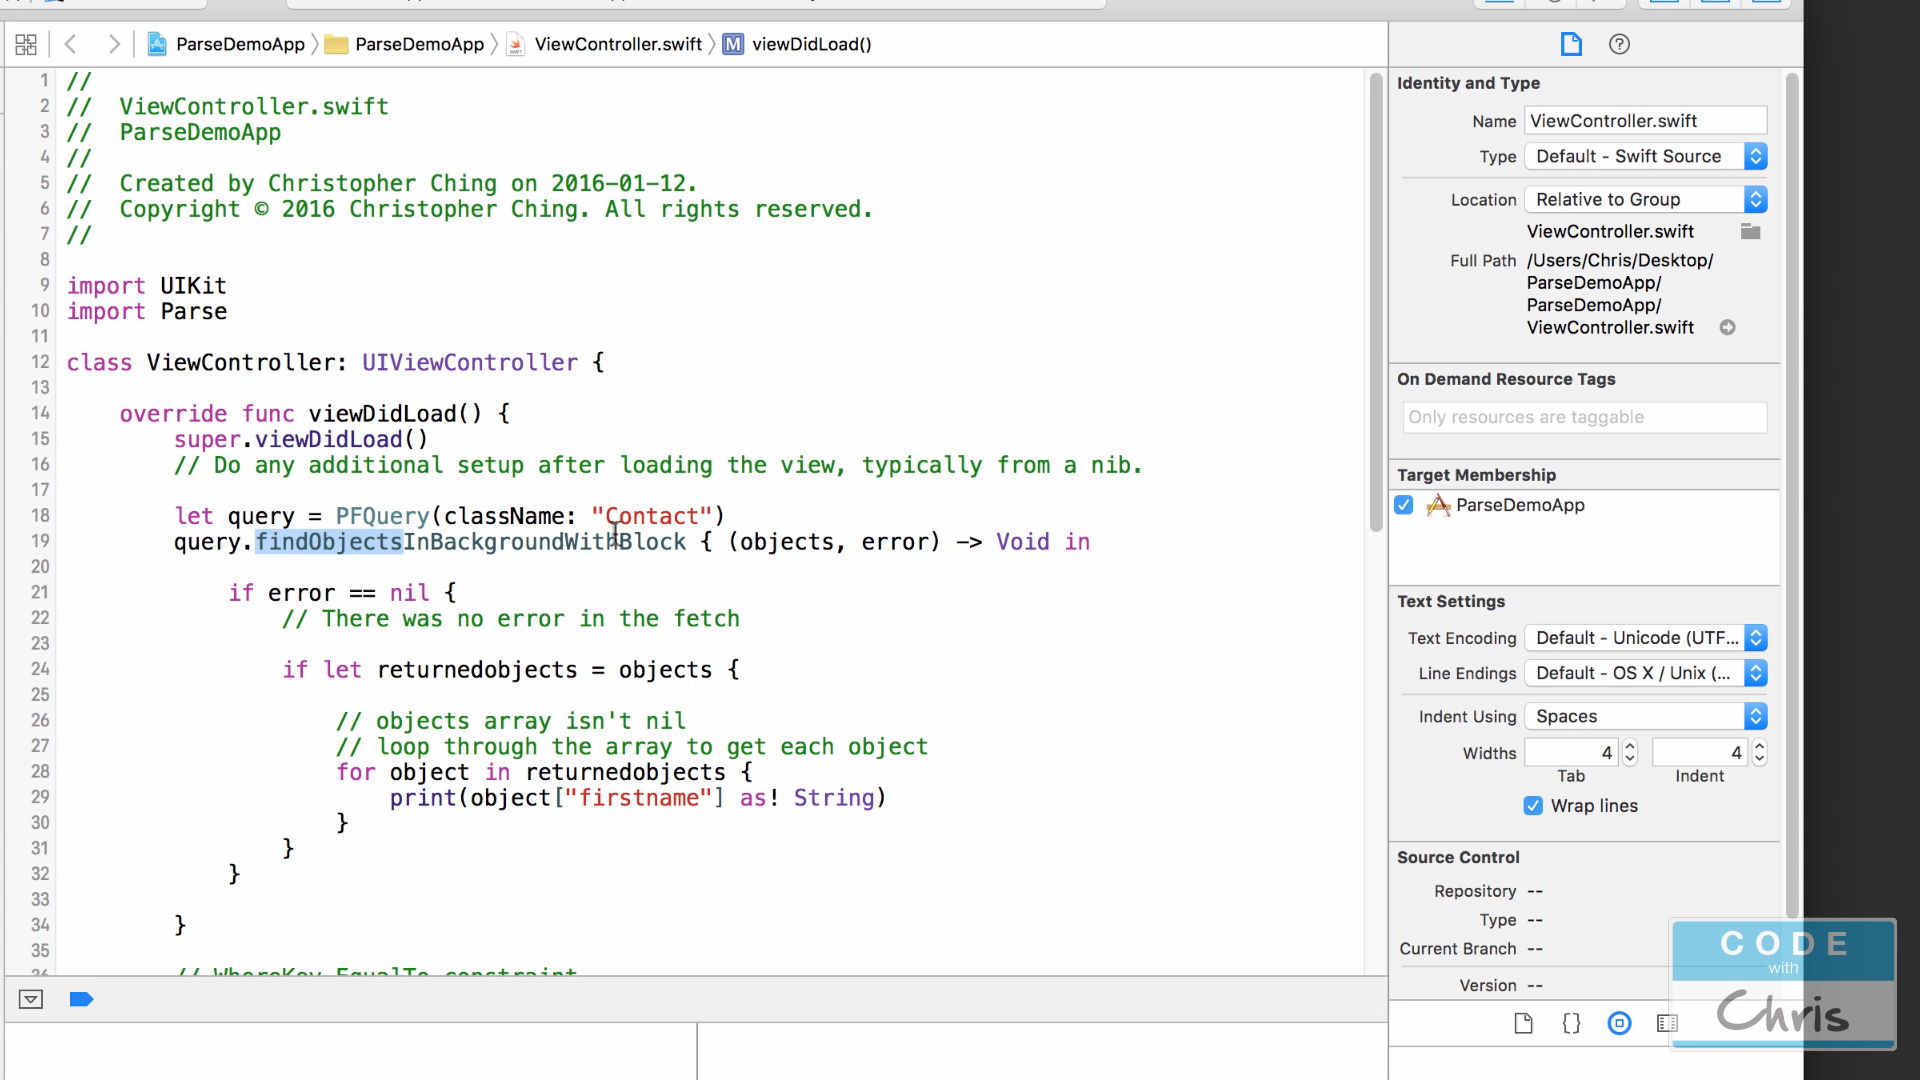 ParseDemoApp ParseDemoApp ViewController.swift M viewDidLoad()
1 //
2 // ViewController.swift
3 // ParseDemoApp
4 //
5 // Created by Christopher Ching on 2016-01-12.
6 // Copyright © 2016 Christopher Ching. All rights reserved.
7 //
8
9 import UIKit
10 import Parse
11
12 class ViewController: UIViewController {
13
14 override func viewDidLoad() {
15 super.viewDidLoad()
16 // Do any additional setup after loading the view, typically from a nib.
17
18 let query = PFQuery(className: "Contact")
19 query.findObjectsInBackgroundWithBlock { (objects, error) -> Void in
20
21 if error == nil {
22 // There was no error in the fetch
23
24 if let returnedobjects = objects {
25
26 // objects array isn't nil
27 // loop through the array to get each object
28 for object in returnedobjects {
29 print(object["firstname"] as! String)
30 }
31 }
32 }
33
34 }
35
36 // WhereKey EqualTo constraint
Identity and Type
Name ViewController.swift
Type Default - Swift Source
Location Relative to Group
ViewController.swift
Full Path /Users/Chris/Desktop/
ParseDemoApp/
ParseDemoApp/
ViewController.swift
On Demand Resource Tags
Only resources are taggable
Target Membership
ParseDemoApp
Text Settings
Text Encoding Default - Unicode (UTF...
Line Endings Default - OS X / Unix (...
Indent Using Spaces
Widths 4 4
Tab Indent
Wrap lines
Source Control
Repository --
Type --
Current Branch --
Version --
CODE
with
Chris